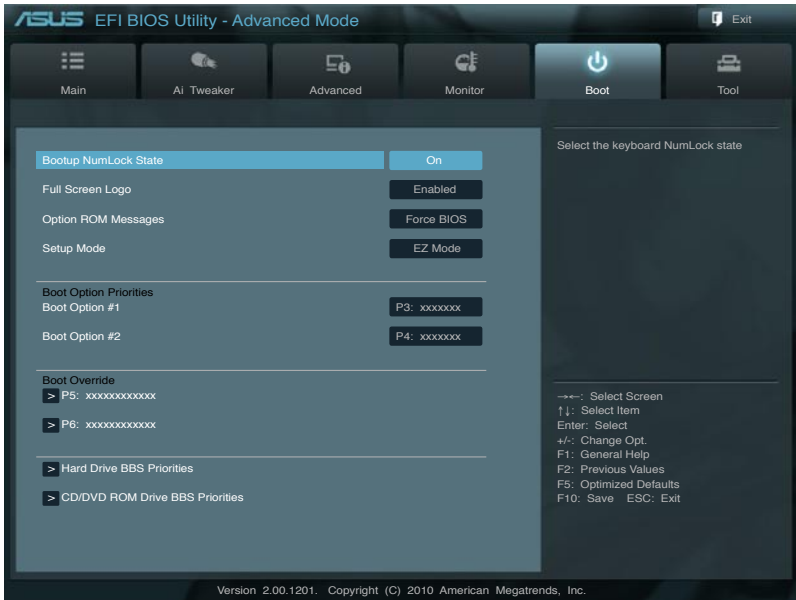 ASUS EFI BIOS Utility - Advanced Mode
Exit
Main
Ai Tweaker
Advanced
Monitor
Boot
Tool
Bootup NumLock State On
Full Screen Logo Enabled
Option ROM Messages Force BIOS
Setup Mode EZ Mode
Boot Option Priorities
Boot Option #1 P3: xxxxxxx
Boot Option #2 P4: xxxxxxx
Boot Override
> P5: xxxxxxxxxxxx
> P6: xxxxxxxxxxxx
> Hard Drive BBS Priorities
> CD/DVD ROM Drive BBS Priorities
Select the keyboard NumLock state
→←: Select Screen
↑↓: Select Item
Enter: Select
+/-: Change Opt.
F1: General Help
F2: Previous Values
F5: Optimized Defaults
F10: Save ESC: Exit
Version 2.00.1201. Copyright (C) 2010 American Megatrends, Inc.